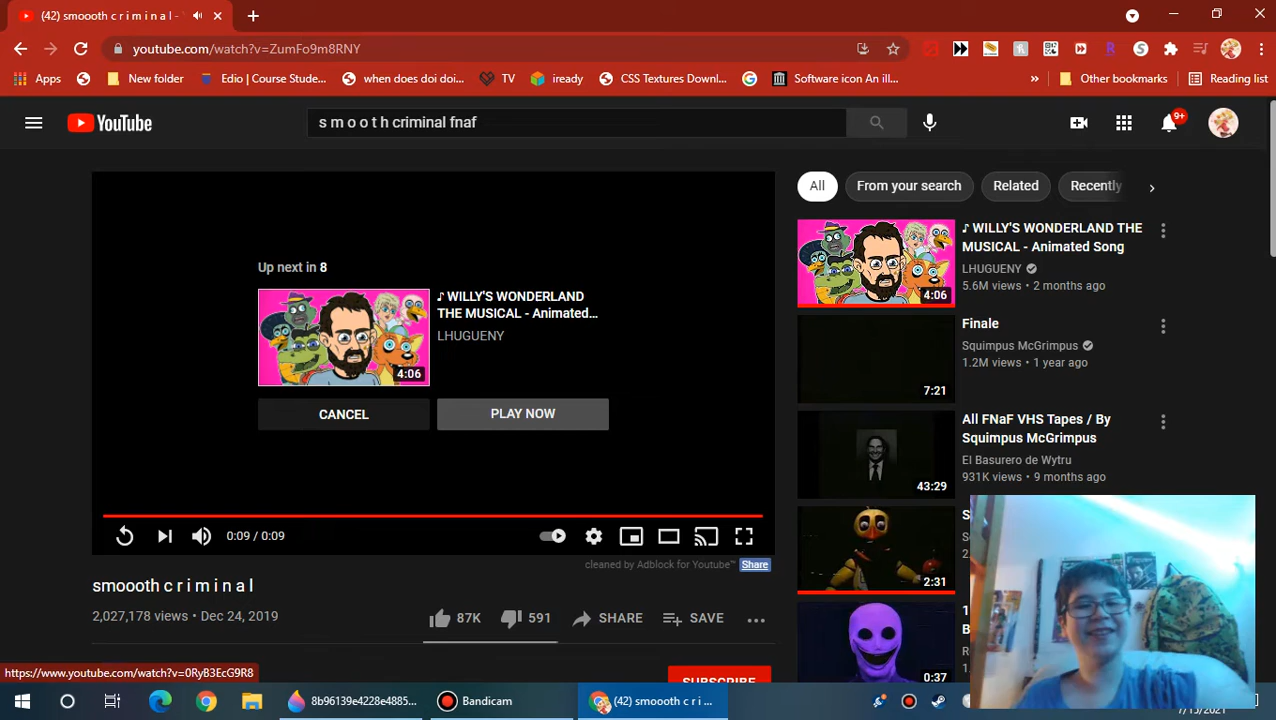 (42) smoooth c r i m i n a l -
youtube.com/watch?v=ZumFo9m8RNY
Apps
New folder
Edio | Course Stude...
when does doi doi...
TV
iready
CSS Textures Downl...
Software icon An ill...
»
Other bookmarks
Reading list
YouTube
s m o o t h criminal fnaf
9+
All
From your search
Related
Recently
Up next in 8
♪ WILLY'S WONDERLAND
THE MUSICAL - Animated...
LHUGUENY
4:06
CANCEL
PLAY NOW
0:09 / 0:09
cleaned by Adblock for Youtube™ Share
smoooth c r i m i n a l
2,027,178 views • Dec 24, 2019
87K
591
SHARE
SAVE
SUBSCRIBE
♪ WILLY'S WONDERLAND THE
MUSICAL - Animated Song
LHUGUENY
5.6M views • 2 months ago
4:06
Finale
Squimpus McGrimpus
1.2M views • 1 year ago
7:21
All FNaF VHS Tapes / By
Squimpus McGrimpus
El Basurero de Wytru
931K views • 9 months ago
43:29
2:31
0:37
https://www.youtube.com/watch?v=0RyB3EcG9R8
8b96139e4228e4885...
Bandicam
(42) smoooth c r i ...
7/15/2021